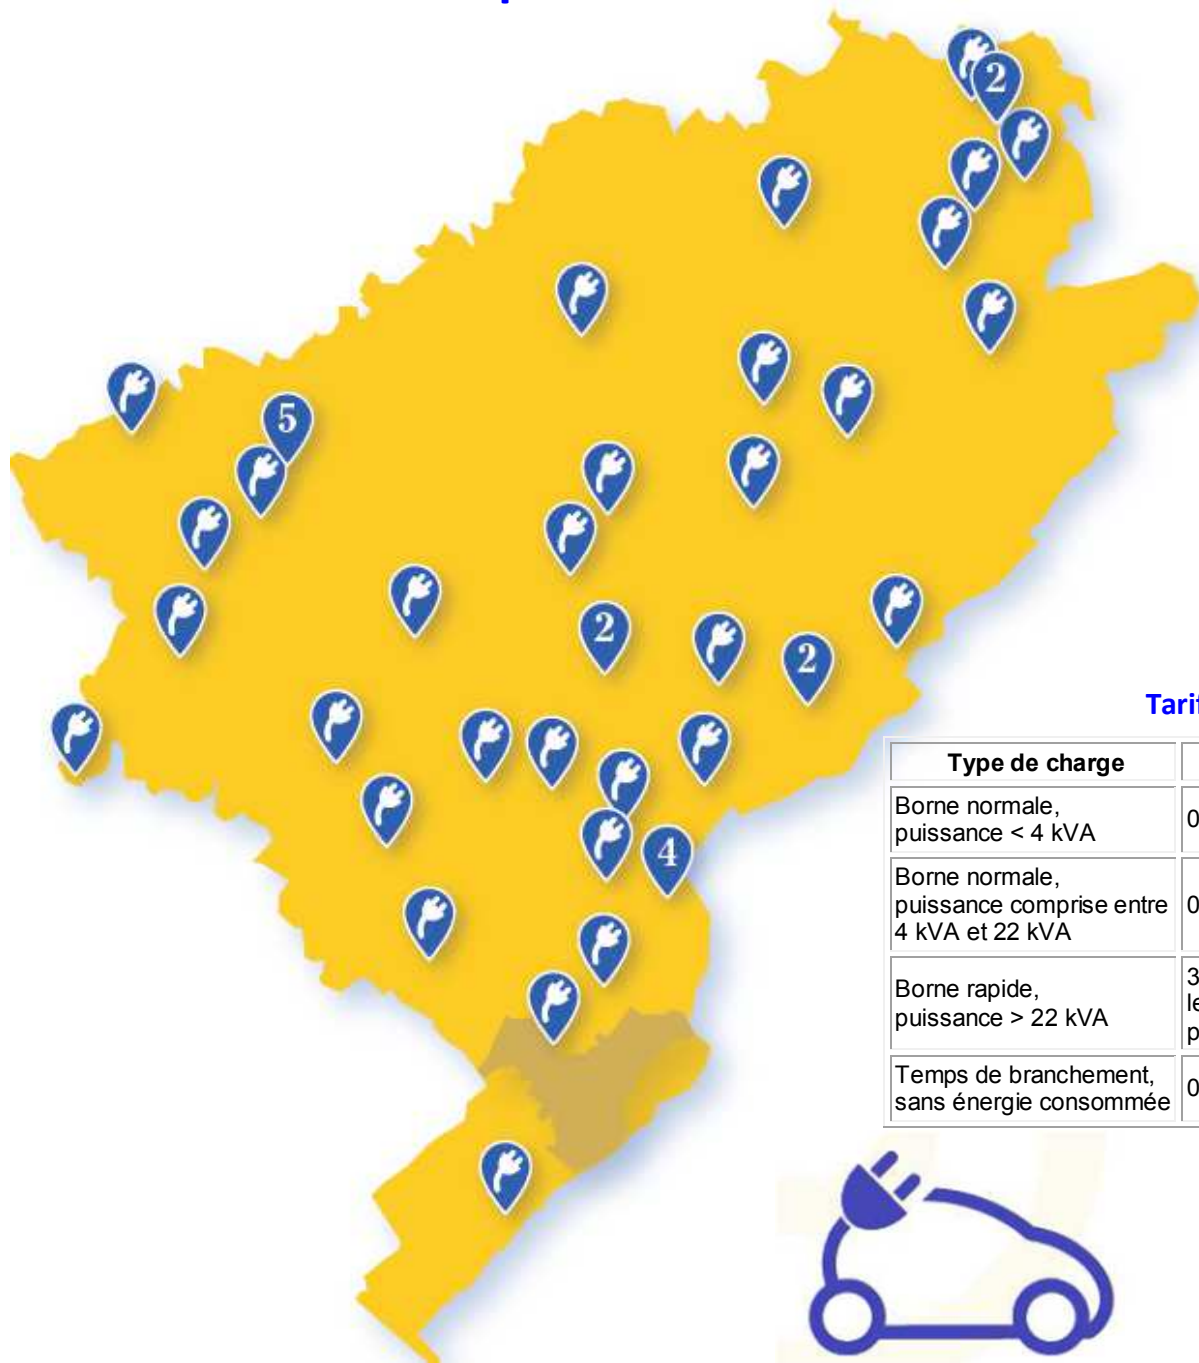 2
5
2
2
4
Tarif
Type de charge
Borne normale,
puissance < 4 kVA
0
Borne normale,
puissance comprise entre
4 kVA et 22 kVA
0
Borne rapide,
puissance > 22 kVA
3
le
p
Temps de branchement,
sans énergie consommée
0